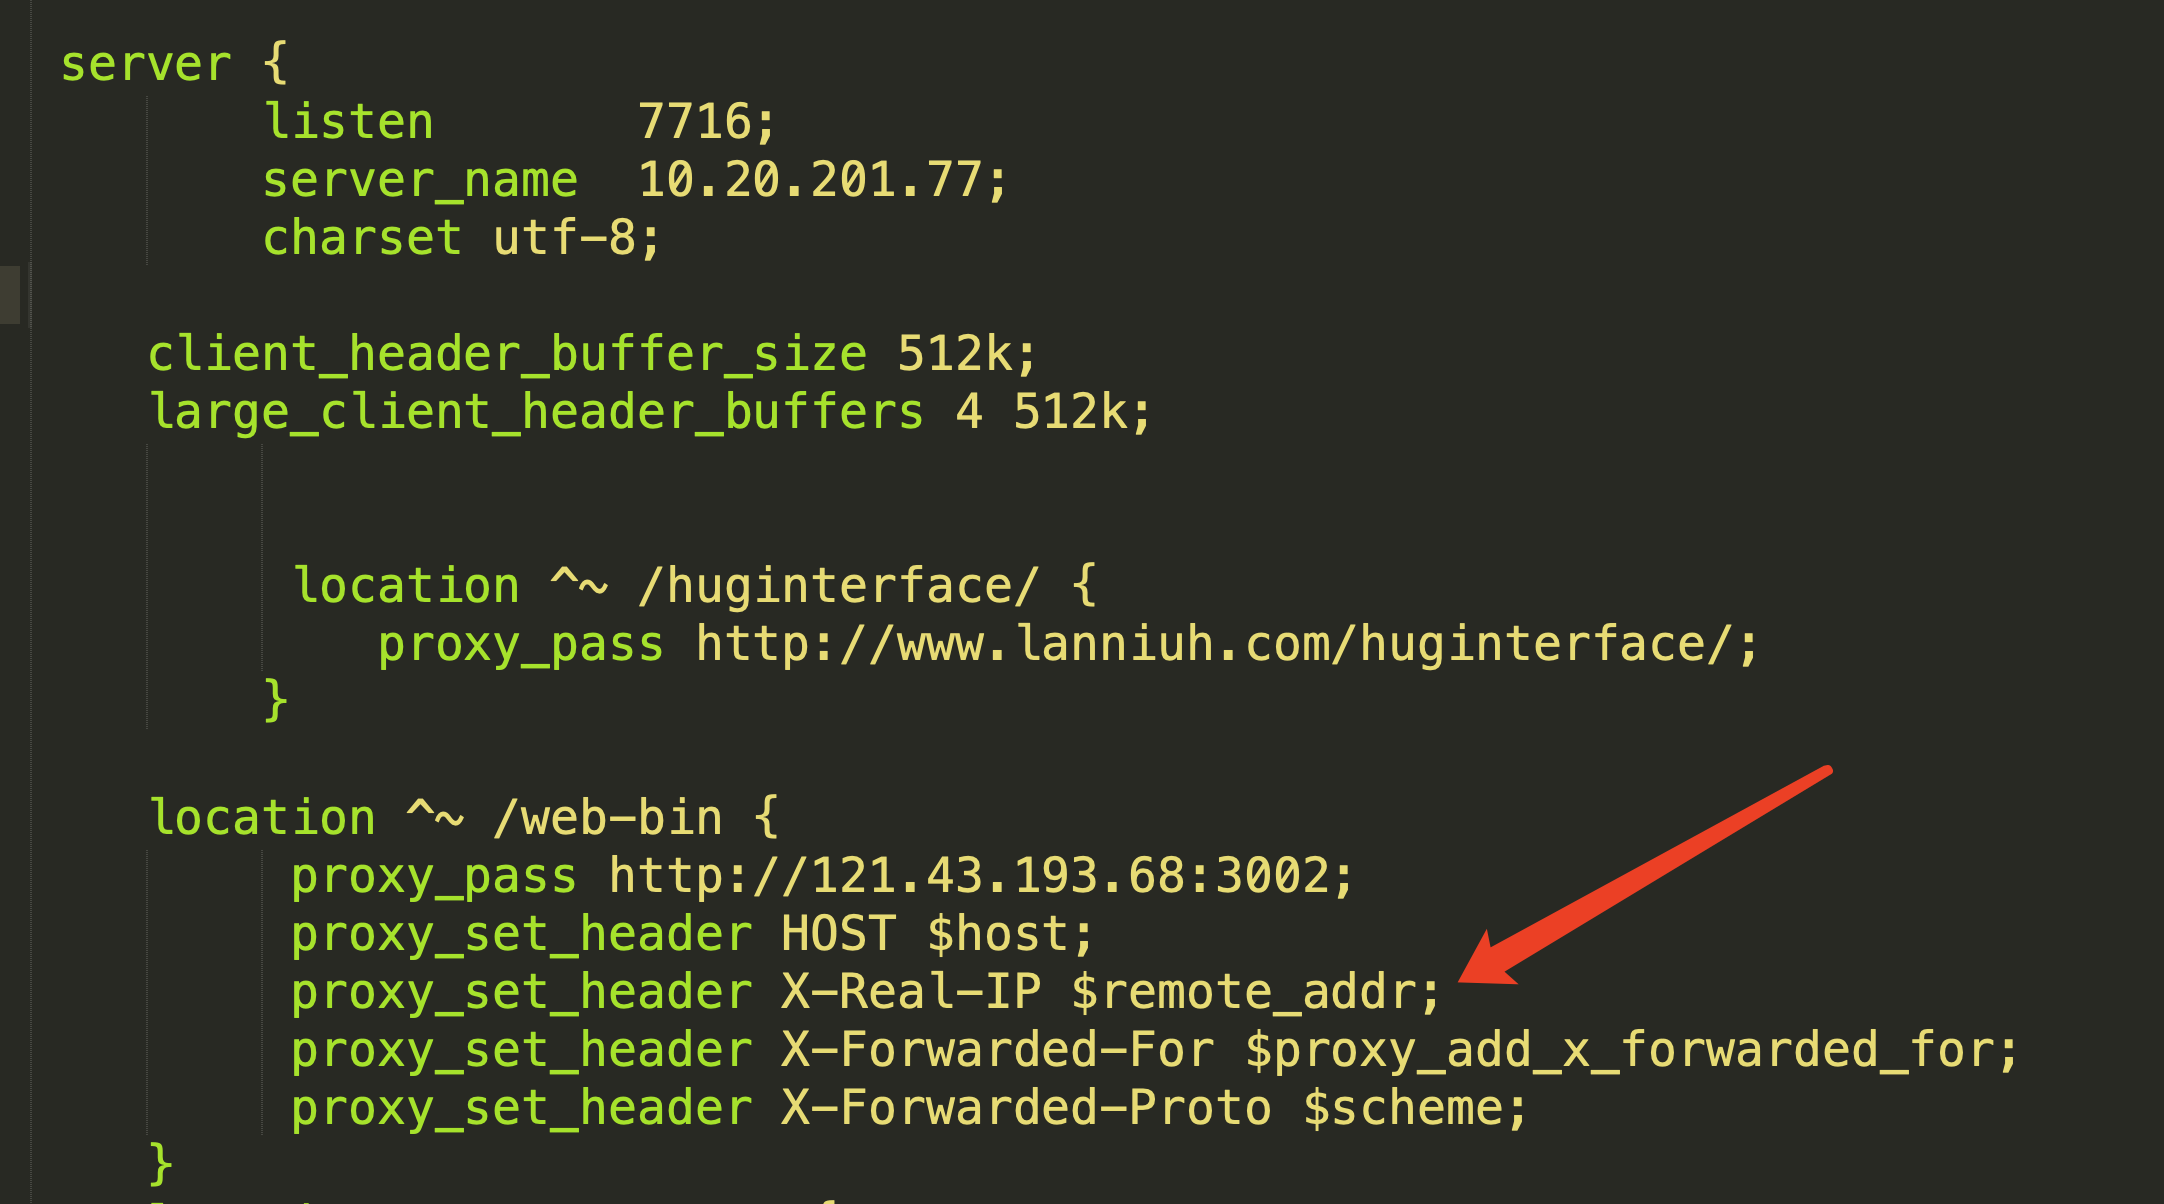 server {
listen 7716;
server_name 10.20.201.77;
charset utf-8;
client_header_buffer_size 512k;
large_client_header_buffers 4 512k;
location ^~ /huginterface/ {
proxy_pass http://www.lanniuh.com/huginterface/;
}
location ^~ /web-bin {
proxy_pass http://121.43.193.68:3002;
proxy_set_header HOST $host;
proxy_set_header X-Real-IP $remote_addr;
proxy_set_header X-Forwarded-For $proxy_add_x_forwarded_for;
proxy_set_header X-Forwarded-Proto $scheme;
}